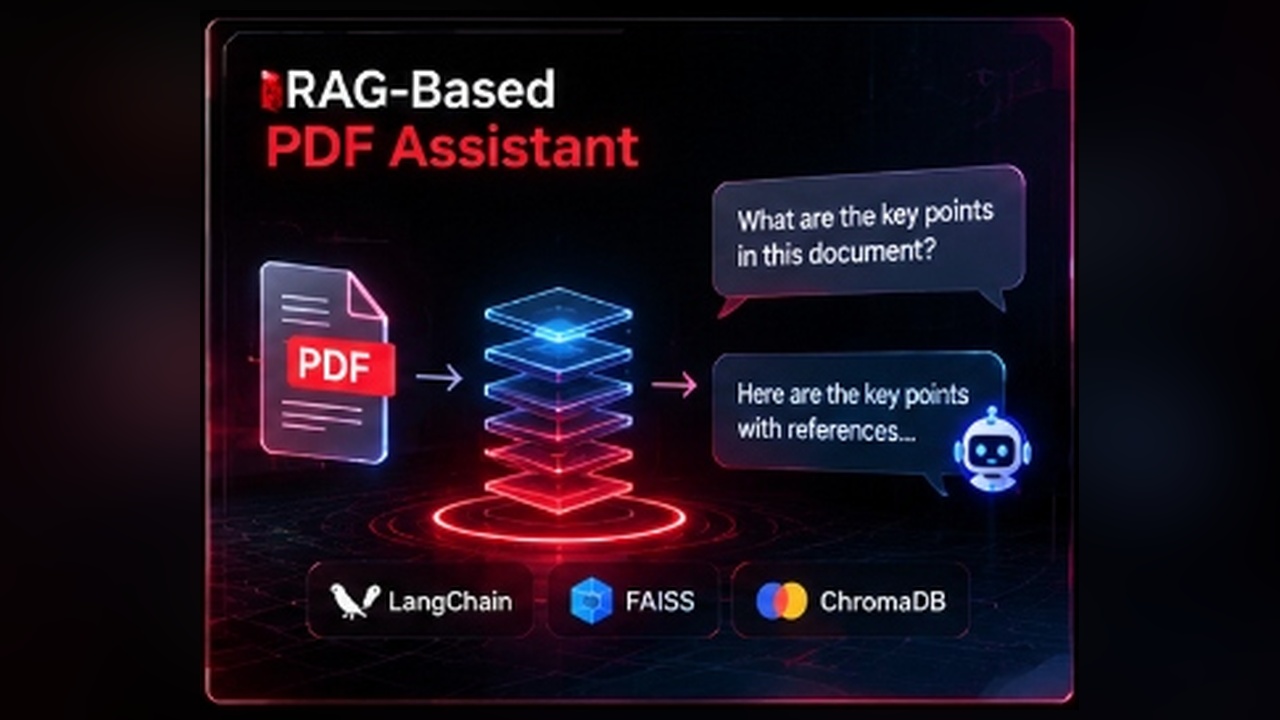 RAG-Based
PDF Assistant
What are the key points
in this document?
PDF
Here are the key points
with references...
LangChain
FAISS
ChromaDB